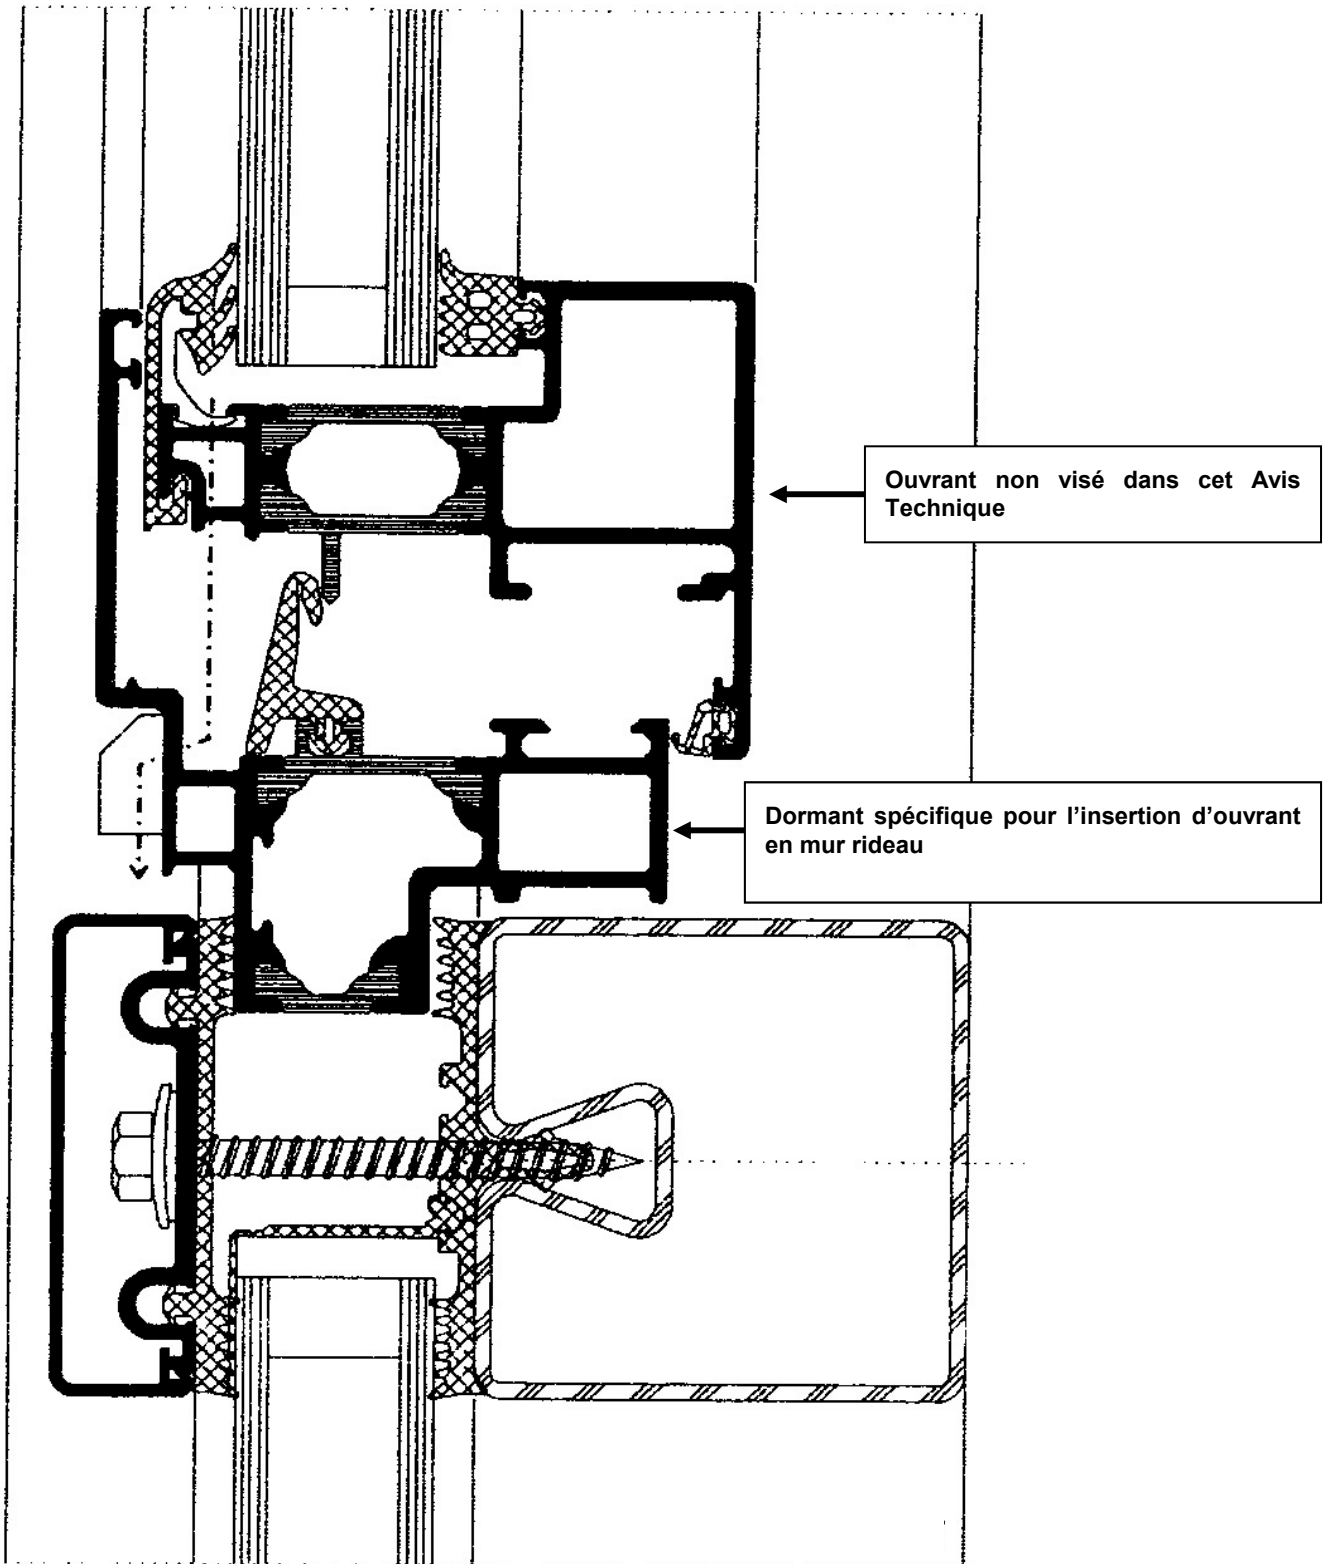 Ouvrant non visé dans cet Avis
Technique
Dormant spécifique pour l’insertion d’ouvrant
en mur rideau